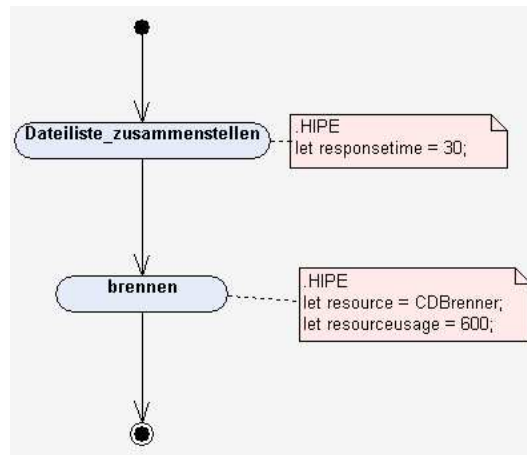 Dateiliste_zusammenstellen
.HIPE
let responsetime = 30;
brennen
.HIPE
let resource = CDBrenner;
let resourceusage = 600;